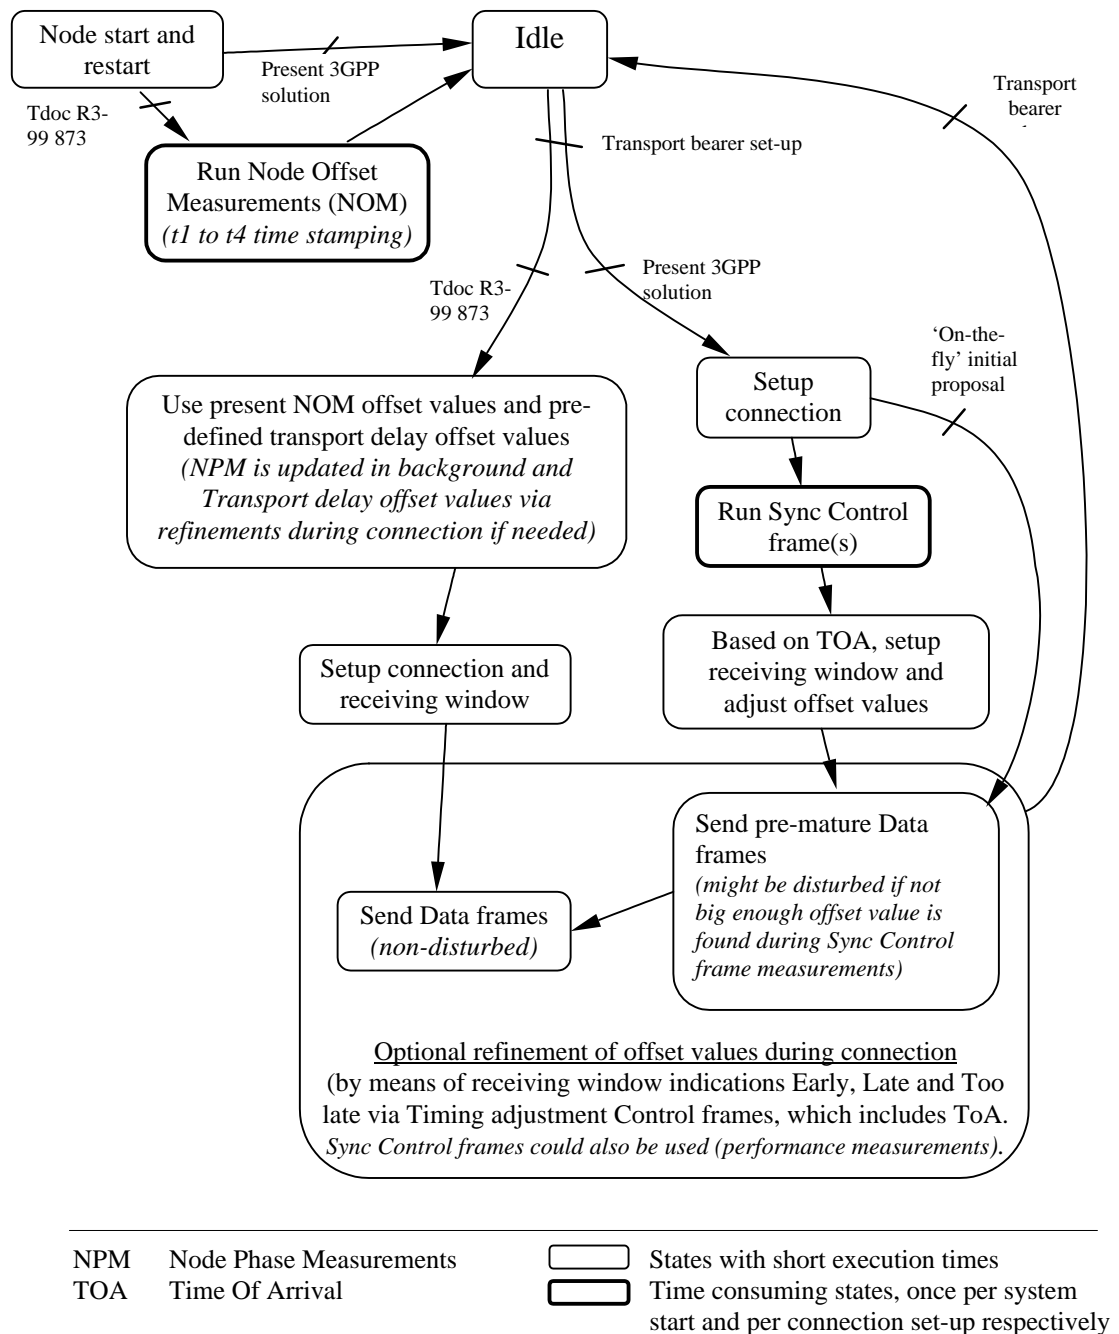 Node start and
restart
Idle
Present 3GPP
solution
Transport
bearer
Tdoc R3-
99 873
Run Node Offset
Measurements (NOM)
(t1 to t4 time stamping)
Transport bearer set-up
Tdoc R3-
99 873
Present 3GPP
solution
‘On-the-
fly’ initial
proposal
Use present NOM offset values and pre-
defined transport delay offset values
(NPM is updated in background and
Transport delay offset values via
refinements during connection if needed)
Setup
connection
Run Sync Control
frame(s)
Setup connection and
receiving window
Based on TOA, setup
receiving window and
adjust offset values
Send pre-mature Data
frames
(might be disturbed if not
big enough offset value is
found during Sync Control
frame measurements)
Send Data frames
(non-disturbed)
Optional refinement of offset values during connection
(by means of receiving window indications Early, Late and Too
late via Timing adjustment Control frames, which includes ToA.
Sync Control frames could also be used (performance measurements).
NPM Node Phase Measurements
TOA Time Of Arrival
States with short execution times
Time consuming states, once per system
start and per connection set-up respectively